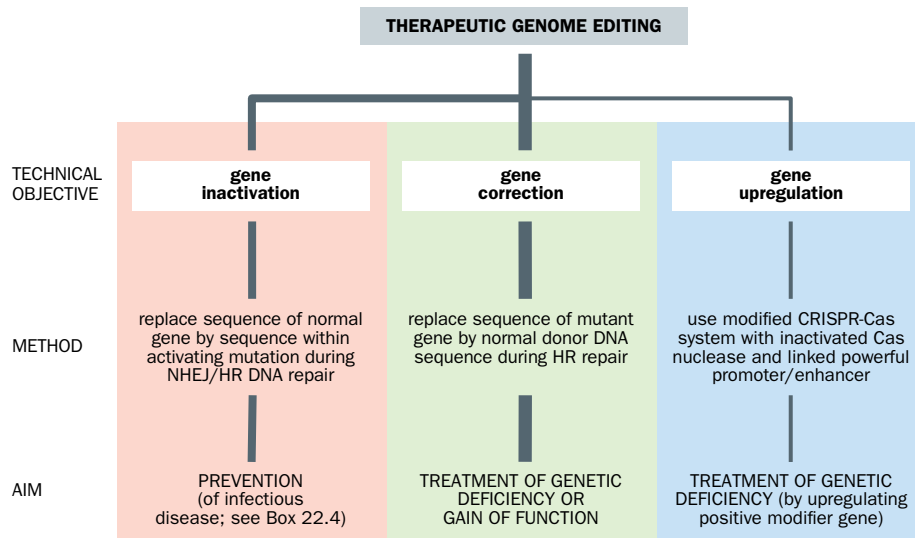 THERAPEUTIC GENOME EDITING
TECHNICAL
OBJECTIVE
gene
inactivation
gene
correction
gene
upregulation
METHOD
replace sequence of normal
gene by sequence within
activating mutation during
NHEJ/HR DNA repair
replace sequence of mutant
gene by normal donor DNA
sequence during HR repair
use modified CRISPR-Cas
system with inactivated Cas
nuclease and linked powerful
promoter/enhancer
AIM
PREVENTION
(of infectious
disease; see Box 22.4)
TREATMENT OF GENETIC
DEFICIENCY OR
GAIN OF FUNCTION
TREATMENT OF GENETIC
DEFICIENCY (by upregulating
positive modifier gene)